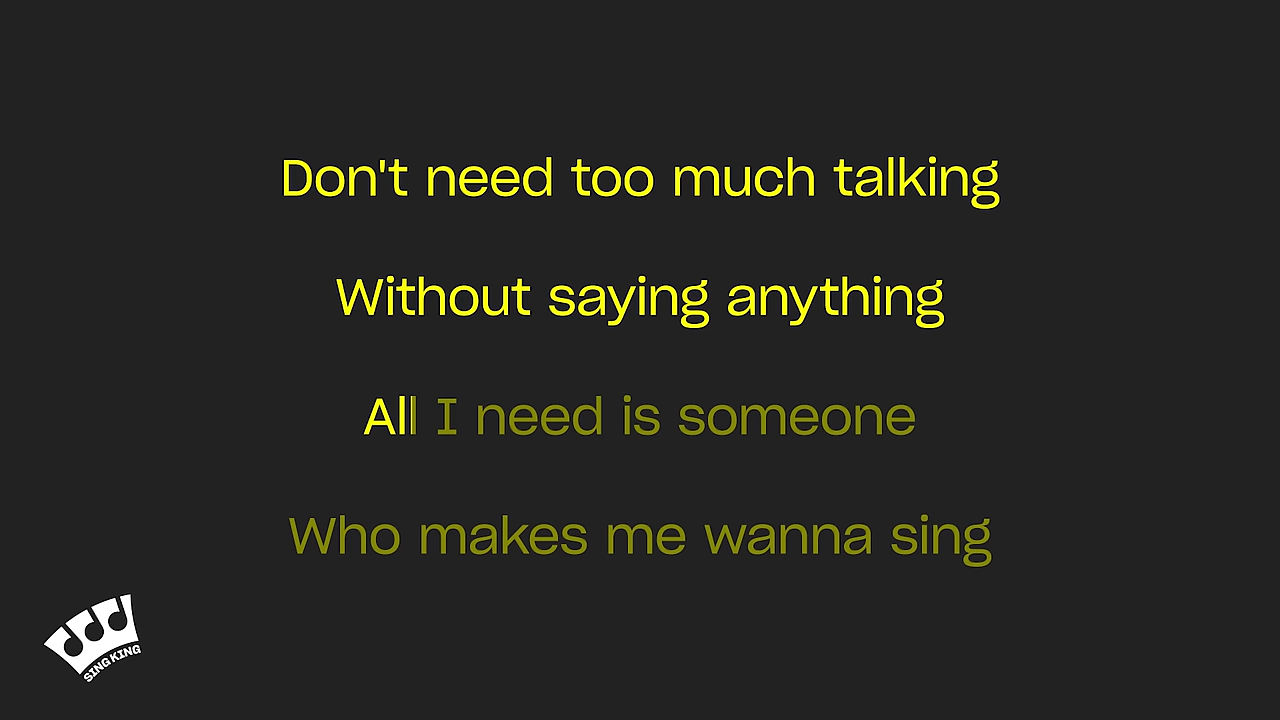 Don't need too much talking
Without saying anything
All I need is someone
Who makes me wanna sing
SING KING